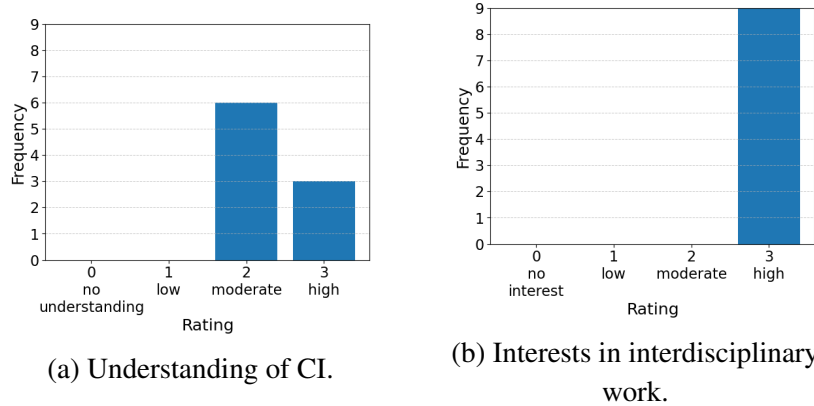 9
8
7
6
5
4
3
2
1
0
Frequency
0 1 2 3
no low moderate high
understanding
Rating
(a) Understanding of CI.
9
8
7
6
5
4
3
2
1
0
Frequency
0 1 2 3
no low moderate high
interest
Rating
(b) Interests in interdisciplinary
work.